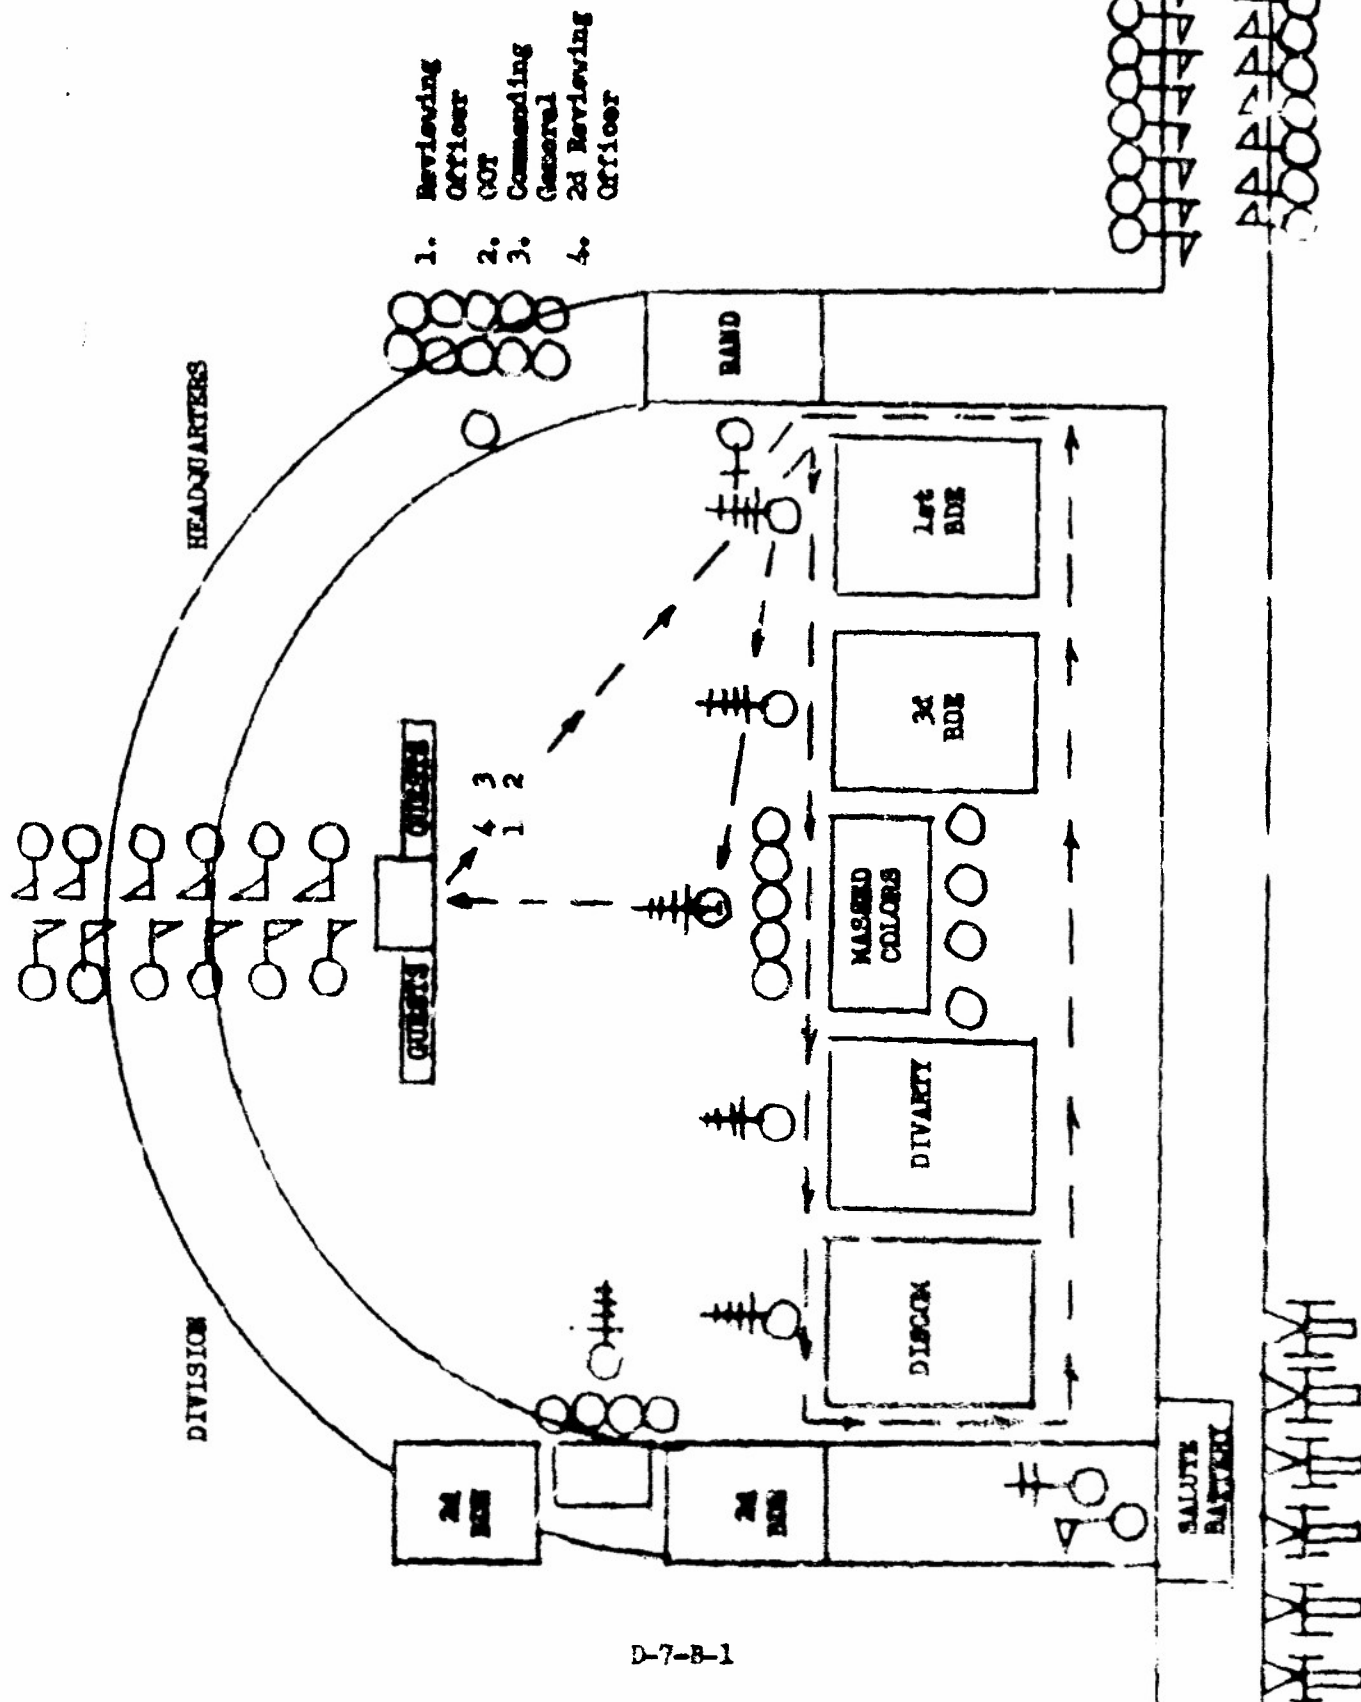 DIVISION
HEADQUARTERS
1. Reviewing
Officer
2. COT
3. Commanding
General
4. 2d Reviewing
Officer
GUESTS
GUESTS
4 3
1 2
2d
BDE
2d
BDE
BAND
DISCOM
DIVARTY
MASSED
COLORS
3d
BDE
1st
BDE
SALUTE
BATTERY
D-7-B-1